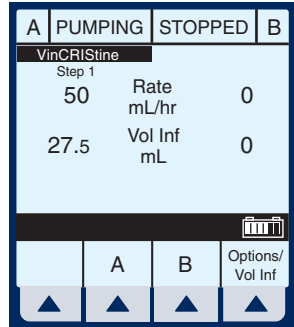 A PUMPING STOPPED B
VinCRIStine
Step 1
50 Rate mL/hr 0
27.5 Vol Inf mL 0
A B Options/ Vol Inf